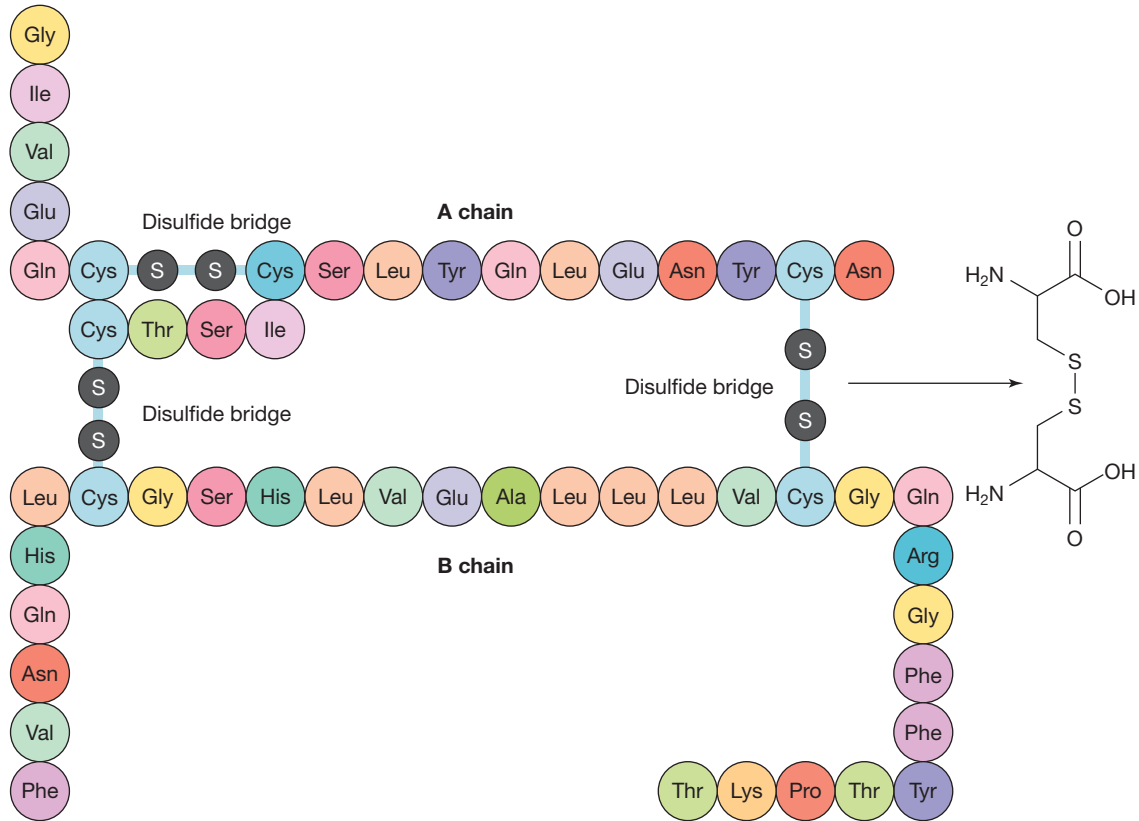 Gly
Ile
Val
Glu
Disulfide bridge
A chain
Gln Cys S S Cys Ser Leu Tyr Gln Leu Glu Asn Tyr Cys Asn
Cys Thr Ser Ile
S
S
Disulfide bridge
S
S
Disulfide bridge
Leu Cys Gly Ser His Leu Val Glu Ala Leu Leu Leu Val Cys Gly Gln
His
B chain
Arg
Gln
Gly
Asn
Phe
Val
Phe
Phe
Thr Lys Pro Thr Tyr
O
H₂N
OH
S
S
OH
H₂N
O